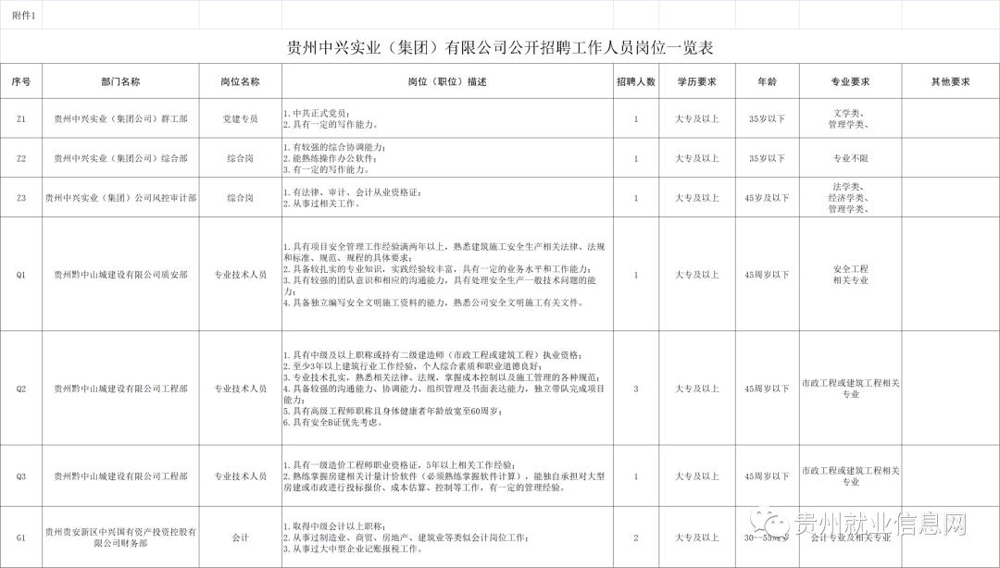 附件1
贵州中兴实业（集团）有限公司公开招聘工作人员岗位一览表
序号 部门名称 岗位名称 岗位（职位）描述 招聘人数 学历要求 年龄 专业要求 其他要求
Z1 贵州中兴实业（集团公司）群工部 党建专员 1.中共正式党员；
2.具有一定的写作能力。 1 大专及以上 35岁以下 文学类、
管理学类、
Z2 贵州中兴实业（集团公司）综合部 综合岗 1.有较强的综合协调能力；
2.能熟练操作办公软件；
3.有一定的写作能力。 1 大专及以上 35岁以下 专业不限
Z3 贵州中兴实业（集团）公司风控审计部 综合岗 1.有法律、审计、会计从业资格证；
2.从事过相关工作。 1 大专及以上 45岁及以下 法学类、
经济学类、
管理学类、
Q1 贵州黔中山城建设有限公司质安部 专业技术人员 1.具有项目安全管理工作经验满两年以上，熟悉建筑施工安全生产相关法律、法规
和标准、规范、规程的具体要求；
2.具备较扎实的专业知识，实践经验较丰富，具有一定的业务水平和工作能力；
3.具有较强的团队意识和相应的沟通能力，具有处理安全生产一般技术问题的能
力；
4.具备独立编写安全文明施工资料的能力，熟悉公司安全文明施工有关文件。 1 大专及以上 45周岁以下 安全工程
相关专业
Q2 贵州黔中山城建设有限公司工程部 专业技术人员 1.具有中级及以上职称或持有二级建造师（市政工程或建筑工程）执业资格；
2.至少3年以上建筑行业工作经验，个人综合素质和职业道德良好；
3.专业技术扎实，熟悉相关法律、法规，掌握成本控制以及施工管理的各种规范；
4.具备较强的沟通能力、协调能力、组织管理及书面表达能力，独立带队完成项目
能力；
5.具有高级工程师职称且身体健康者年龄放宽至60周岁；
6.具有安全B证优先考虑。 3 大专及以上 45周岁以下 市政工程或建筑工程相关
专业
Q3 贵州黔中山城建设有限公司工程部 专业技术人员 1.具有一级造价工程师职业资格证，5年以上相关工作经验；
2.熟练掌握房建相关计量计价软件（必须熟练掌握软件计算），能独自承担对大型
房建或市政进行投标报价、成本估算、控制等工作，有一定的管理经验。 1 大专及以上 45周岁以下 市政工程或建筑工程相关
专业
G1 贵州贵安新区中兴国有资产投资控股有
限公司财务部 会计 1.取得中级会计以上职称；
2.从事过制造业、商贸、房地产、建筑业等类似会计岗位工作；
3.从事过大中型企业记账报税工作。 2 大专及以上 30—55周岁 会计专业及相关专业
贵州就业信息网